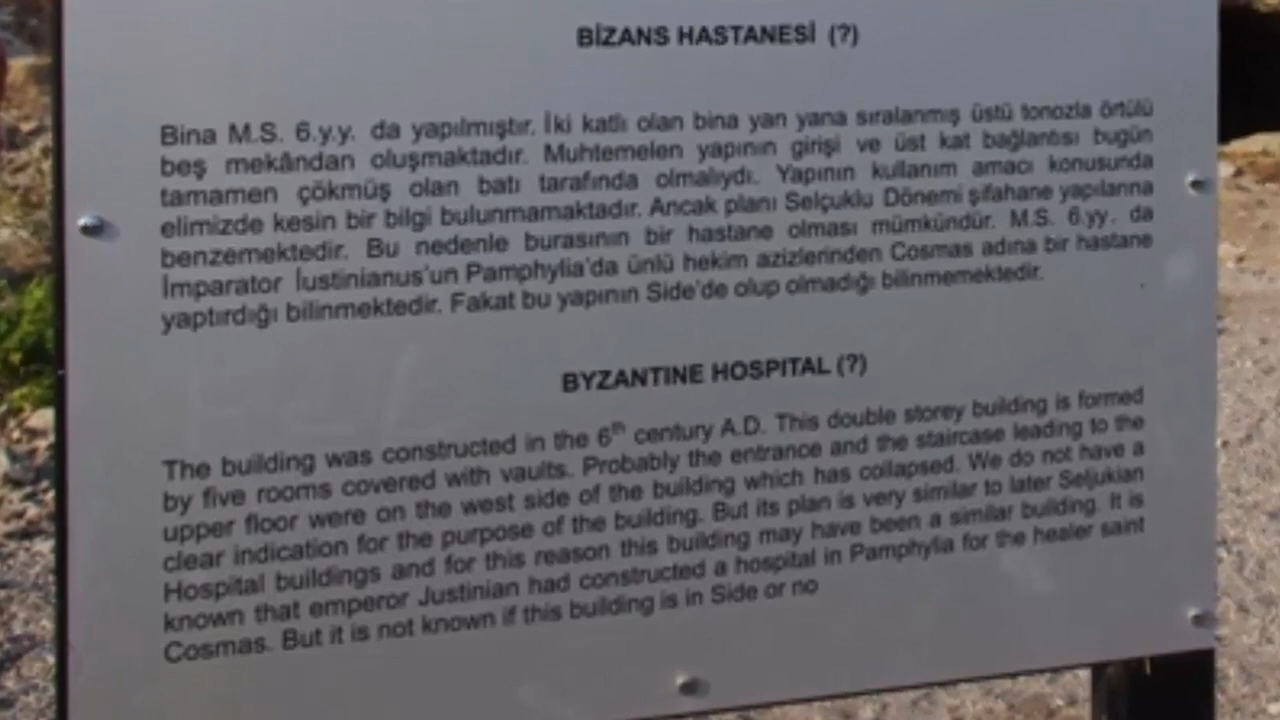 BİZANS HASTANESİ (?)
Bina M.S. 6.y.y. da yapılmıştır. İki katlı olan bina yan yana sıralanmış üstü tonozla örtülü
beş mekândan oluşmaktadır. Muhtemelen yapının girişi ve üst kat bağlantısı bugün
tamamen çökmüş olan batı tarafında olmalıydı. Yapının kullanım amacı konusunda
elimizde kesin bir bilgi bulunmamaktadır. Ancak planı Selçuklu Dönemi şifahane yapılarına
benzemektedir. Bu nedenle burasının bir hastane olması mümkündür. M.S. 6.yy. da
İmparator İustinianus'un Pamphylia'da ünlü hekim azizlerinden Cosmas adına bir hastane
yaptırdığı bilinmektedir. Fakat bu yapının Side'de olup olmadığı bilinmemektedir.
BYZANTINE HOSPITAL (?)
The building was constructed in the 6th century A.D. This double storey building is formed
by five rooms covered with vaults. Probably the entrance and the staircase leading to the
upper floor were on the west side of the building which has collapsed. We do not have a
clear indication for the purpose of the building. But its plan is very similar to later Seljukian
Hospital buildings and for this reason this building may have been a similar building. It is
known that emperor Justinian had constructed a hospital in Pamphylia for the healer saint
Cosmas. But it is not known if this building is in Side or no